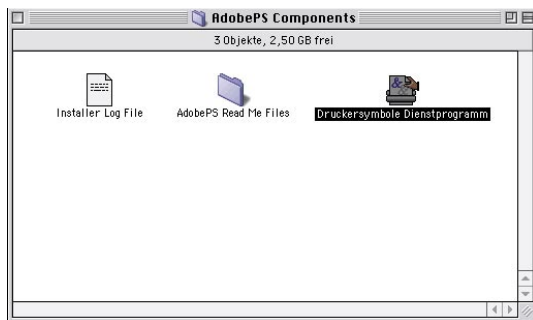 AdobePS Components
3 Objekte, 2,50 GB frei
Installer Log File
AdobePS Read Me Files
Druckersymbole Dienstprogramm